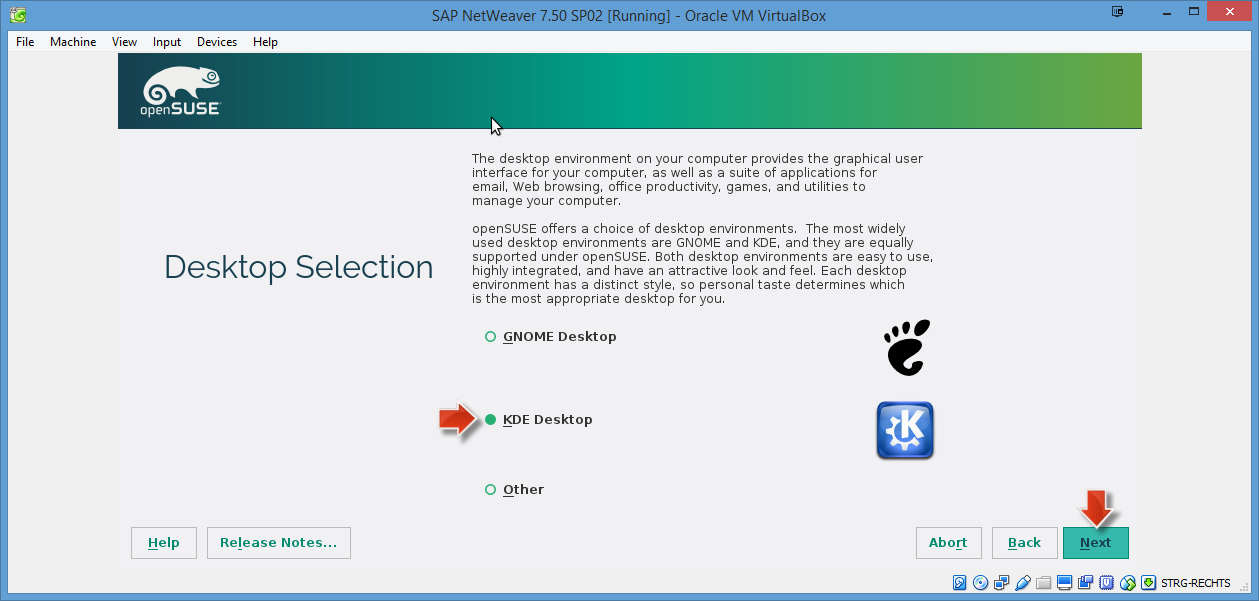 SAP NetWeaver 7.50 SP02 [Running] - Oracle VM VirtualBox
File Machine View Input Devices Help
openSUSE
The desktop environment on your computer provides the graphical user
interface for your computer, as well as a suite of applications for
email, Web browsing, office productivity, games, and utilities to
manage your computer.
openSUSE offers a choice of desktop environments.  The most widely
used desktop environments are GNOME and KDE, and they are equally
supported under openSUSE. Both desktop environments are easy to use,
highly integrated, and have an attractive look and feel. Each desktop
environment has a distinct style, so personal taste determines which
is the most appropriate desktop for you.
Desktop Selection
GNOME Desktop
KDE Desktop
Other
Help Release Notes... Abort Back Next
STRG-RECHTS